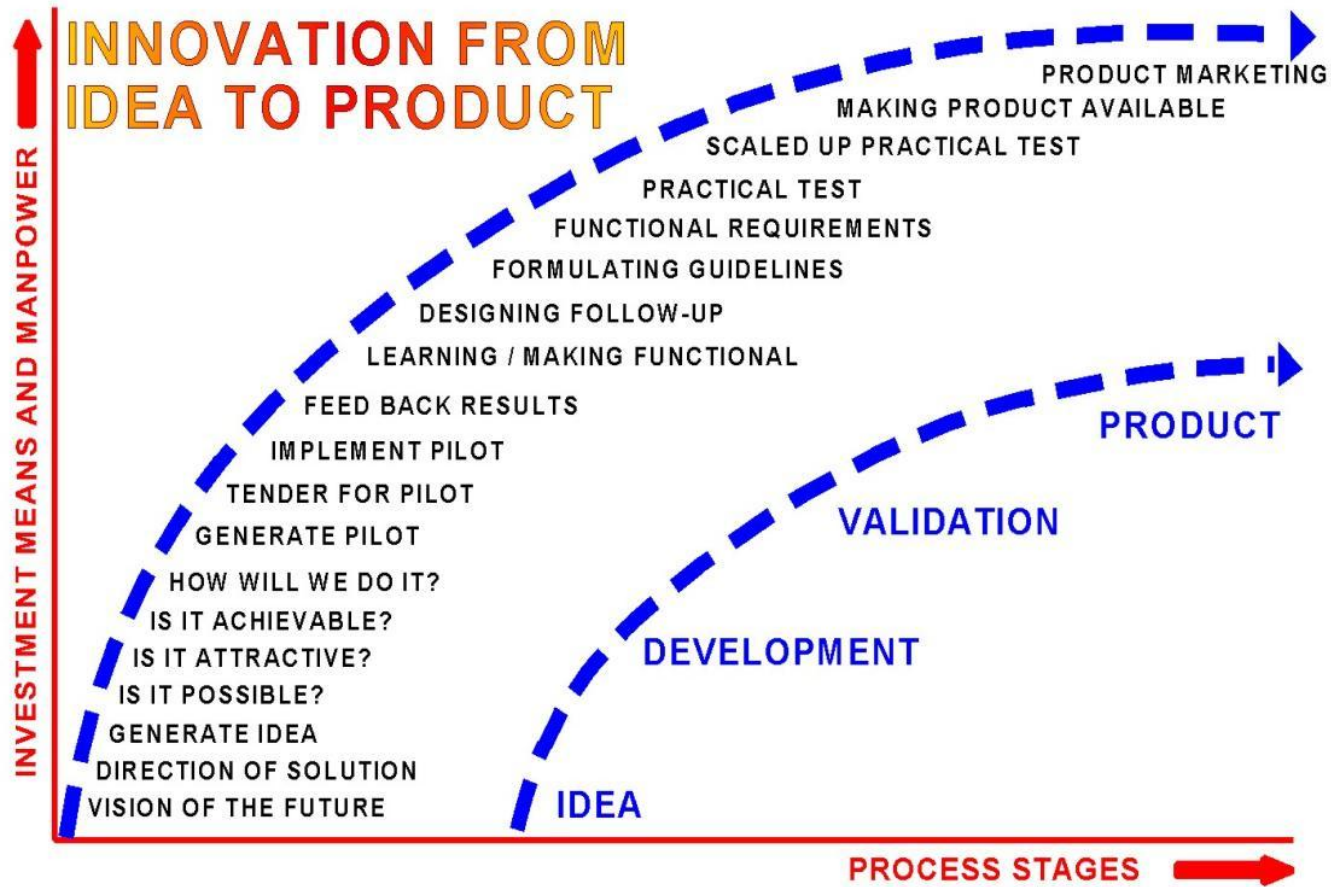 INNOVATION FROM
IDEA TO PRODUCT
PRODUCT MARKETING
MAKING PRODUCT AVAILABLE
SCALED UP PRACTICAL TEST
PRACTICAL TEST
FUNCTIONAL REQUIREMENTS
FORMULATING GUIDELINES
DESIGNING FOLLOW-UP
LEARNING / MAKING FUNCTIONAL
FEED BACK RESULTS
IMPLEMENT PILOT
TENDER FOR PILOT
GENERATE PILOT
HOW WILL WE DO IT?
IS IT ACHIEVABLE?
IS IT ATTRACTIVE?
IS IT POSSIBLE?
GENERATE IDEA
DIRECTION OF SOLUTION
VISION OF THE FUTURE
PRODUCT
VALIDATION
DEVELOPMENT
IDEA
INVESTMENT MEANS AND MANPOWER
PROCESS STAGES